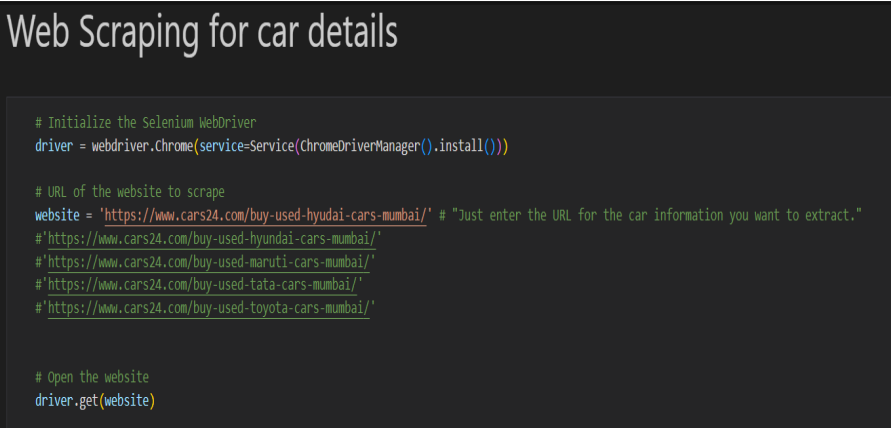 Web Scraping for car details
# Initialize the Selenium WebDriver
driver = webdriver.Chrome(service=Service(ChromeDriverManager().install()))
# URL of the website to scrape
website = 'https://www.cars24.com/buy-used-hyudai-cars-mumbai/' # "Just enter the URL for the car information you want to extract."
#'https://www.cars24.com/buy-used-hyundai-cars-mumbai/'
#'https://www.cars24.com/buy-used-maruti-cars-mumbai/'
#'https://www.cars24.com/buy-used-tata-cars-mumbai/'
#'https://www.cars24.com/buy-used-toyota-cars-mumbai/'
# Open the website
driver.get(website)